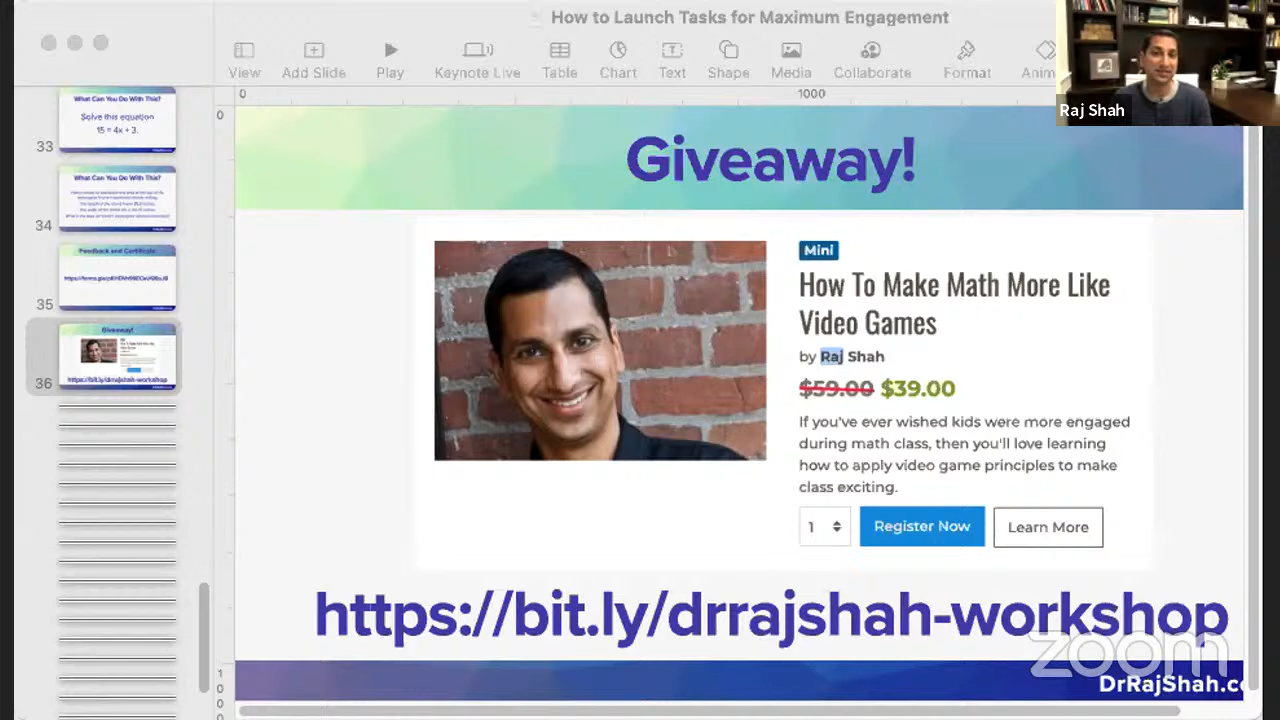 How to Launch Tasks for Maximum Engagement
View
Add Slide
Play
Keynote Live
Table
Chart
Text
Shape
Media
Collaborate
Format
Anim
Raj Shah
0
1000
0
What Can You Do With This?
Solve this equation
15 = 4x + 3.
33
What Can You Do With This?
34
Feedback and Certificate
35
Giveaway!
https://bit.ly/drrajshah-workshop
36
Giveaway!
Mini
How To Make Math More Like
Video Games
by Raj Shah
$59.00 $39.00
If you've ever wished kids were more engaged
during math class, then you'll love learning
how to apply video game principles to make
class exciting.
1
Register Now
Learn More
https://bit.ly/drrajshah-workshop
zoom
DrRajShah.c
1
0
0